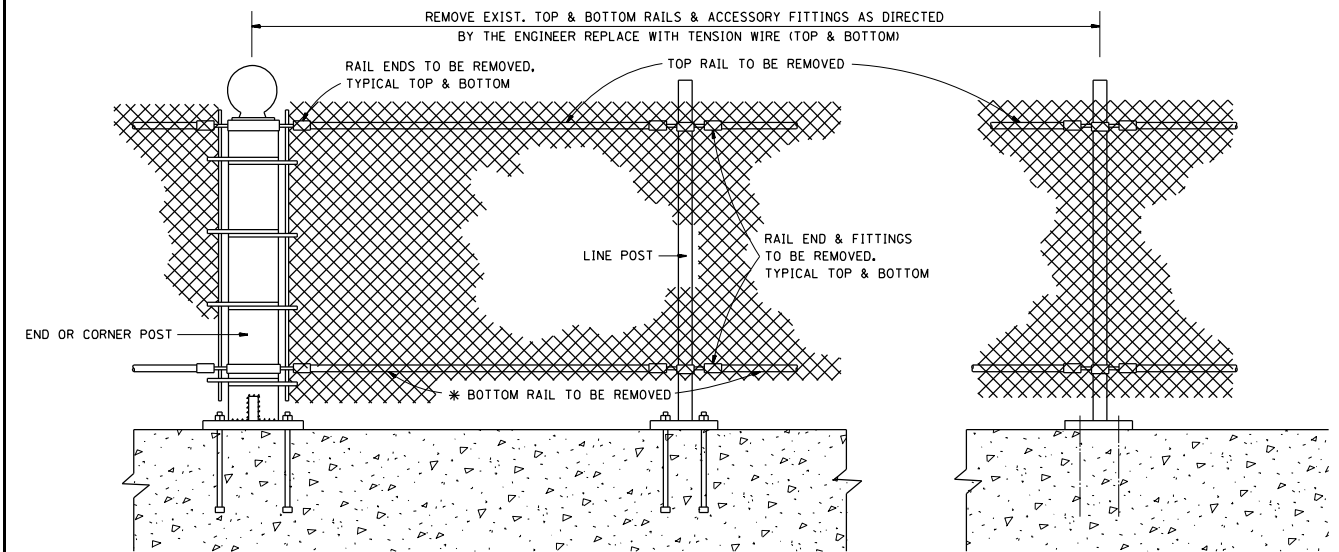 REMOVE EXIST. TOP & BOTTOM RAILS & ACCESSORY FITTINGS AS DIRECTED
BY THE ENGINEER REPLACE WITH TENSION WIRE (TOP & BOTTOM)
RAIL ENDS TO BE REMOVED.
TYPICAL TOP & BOTTOM
TOP RAIL TO BE REMOVED
LINE POST
RAIL END & FITTINGS
TO BE REMOVED.
TYPICAL TOP & BOTTOM
END OR CORNER POST
* BOTTOM RAIL TO BE REMOVED